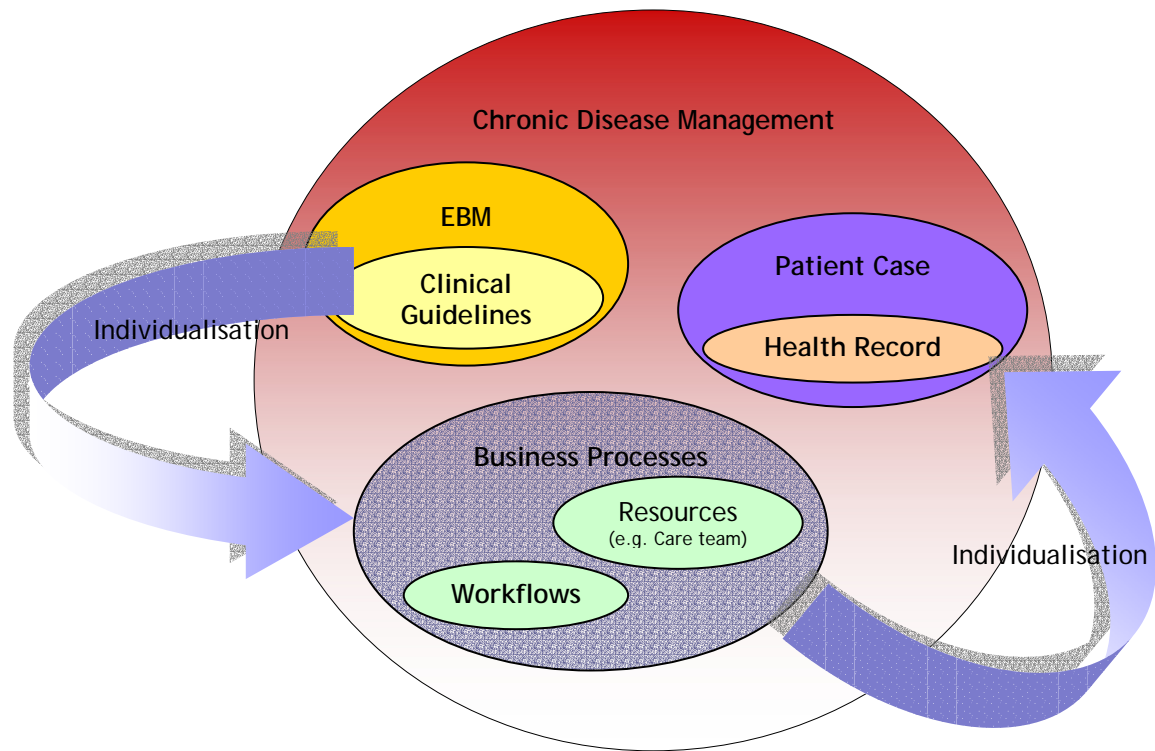 Chronic Disease Management
EBM
Clinical
Guidelines
Patient Case
Health Record
Individualisation
Business Processes
Resources
(e.g. Care team)
Workflows
Individualisation